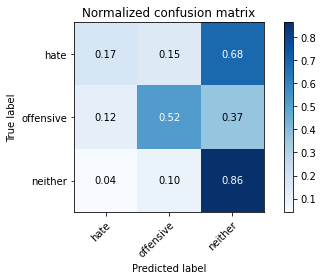 Normalized confusion matrix
True label
hate 0.17 0.15 0.68
offensive 0.12 0.52 0.37
neither 0.04 0.10 0.86
hate offensive neither
Predicted label
0.8
0.7
0.6
0.5
0.4
0.3
0.2
0.1